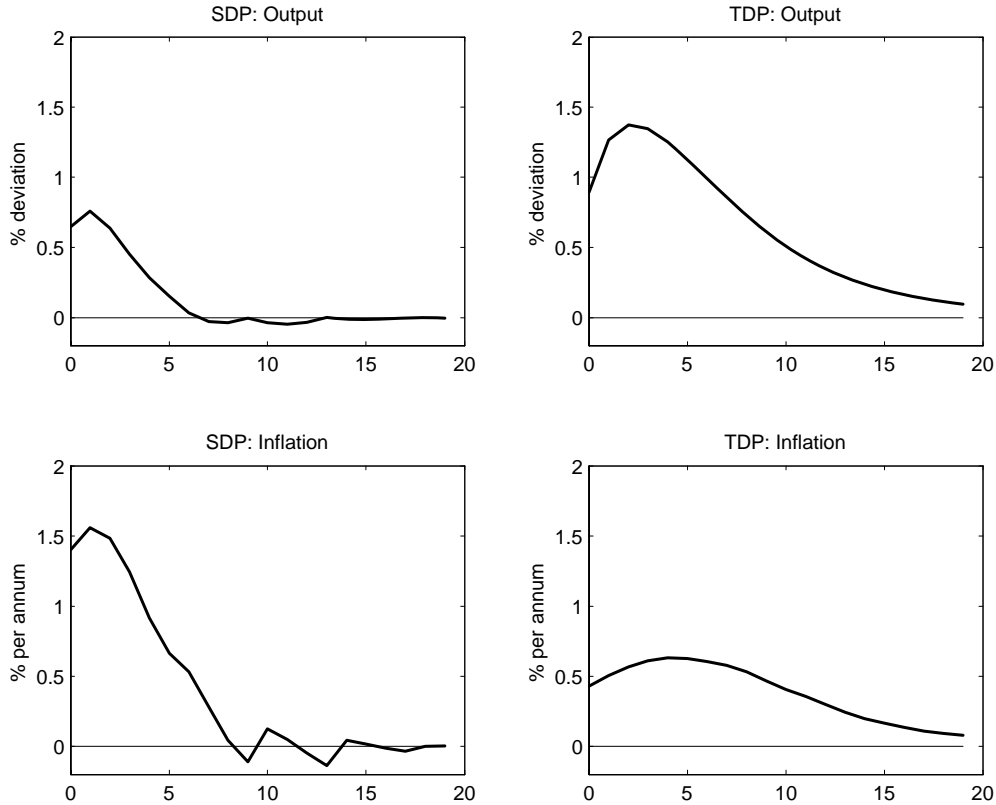 SDP: Output
2
1.5
1
0.5
0
% deviation
0 5 10 15 20
TDP: Output
2
1.5
1
0.5
0
% deviation
0 5 10 15 20
SDP: Inflation
2
1.5
1
0.5
0
% per annum
0 5 10 15 20
TDP: Inflation
2
1.5
1
0.5
0
% per annum
0 5 10 15 20